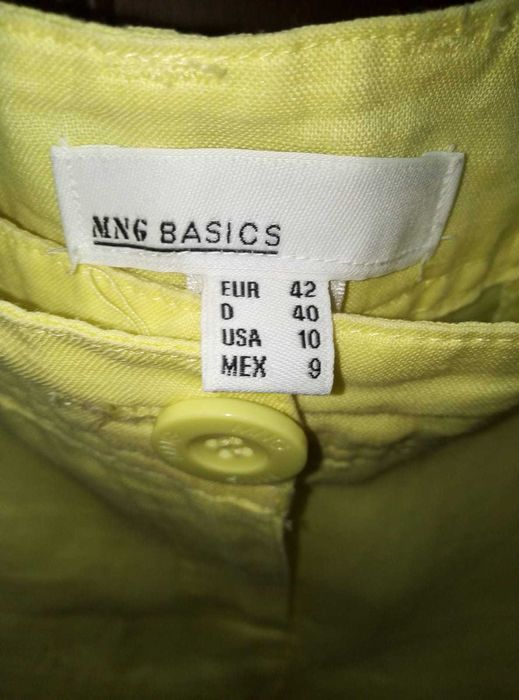 MNG BASICS
EUR 42
D 40
USA 10
MEX 9